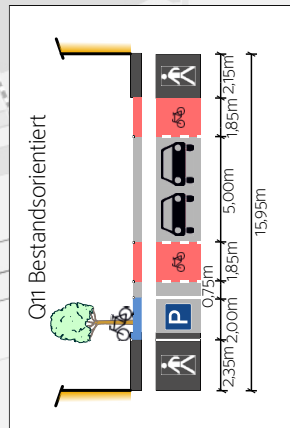 Q11 Bestandsorientiert
P
2,35m
2,00m
0,75m
1,85m
5,00m
1,85m
2,15m
15,95m